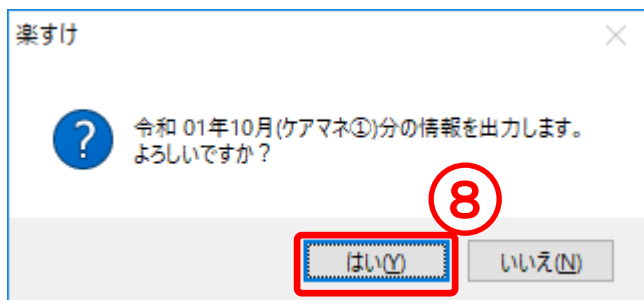 楽すけ
令和 01年10月(ケアマネ①)分の情報を出力します。
よろしいですか？
⑧
はい(Y)
いいえ(N)